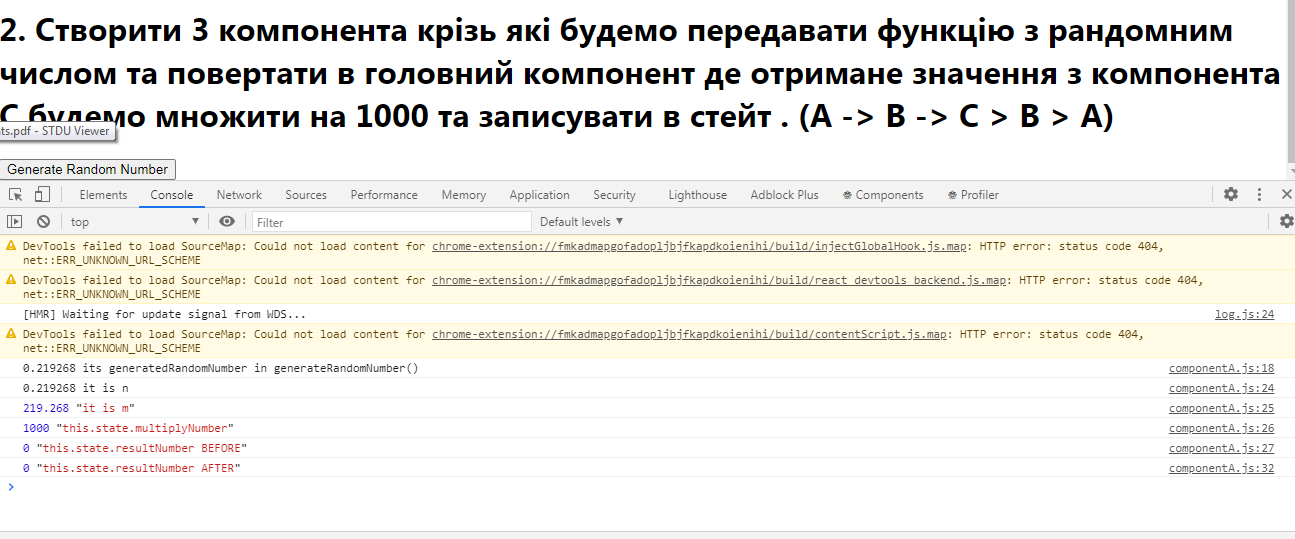 2. Створити 3 компонента крізь які будемо передавати функцію з рандомним
числом та повертати в головний компонент де отримане значення з компонента
С будемо множити на 1000 та записувати в стейт . (A -> B -> C > B > A)
ts.pdf - STDU Viewer
Generate Random Number
Elements Console Network Sources Performance Memory Application Security Lighthouse Adblock Plus Components Profiler
top Filter Default levels
DevTools failed to load SourceMap: Could not load content for chrome-extension://fmkadmapgofadopljbjfkapdkoienihi/build/injectGlobalHook.js.map: HTTP error: status code 404,
net::ERR_UNKNOWN_URL_SCHEME
DevTools failed to load SourceMap: Could not load content for chrome-extension://fmkadmapgofadopljbjfkapdkoienihi/build/react_devtools_backend.js.map: HTTP error: status code 404,
net::ERR_UNKNOWN_URL_SCHEME
[HMR] Waiting for update signal from WDS... log.js:24
DevTools failed to load SourceMap: Could not load content for chrome-extension://fmkadmapgofadopljbjfkapdkoienihi/build/contentScript.js.map: HTTP error: status code 404,
net::ERR_UNKNOWN_URL_SCHEME
0.219268 its generatedRandomNumber in generateRandomNumber() componentA.js:18
0.219268 it is n componentA.js:24
219.268 "it is m" componentA.js:25
1000 "this.state.multiplyNumber" componentA.js:26
0 "this.state.resultNumber BEFORE" componentA.js:27
0 "this.state.resultNumber AFTER" componentA.js:32